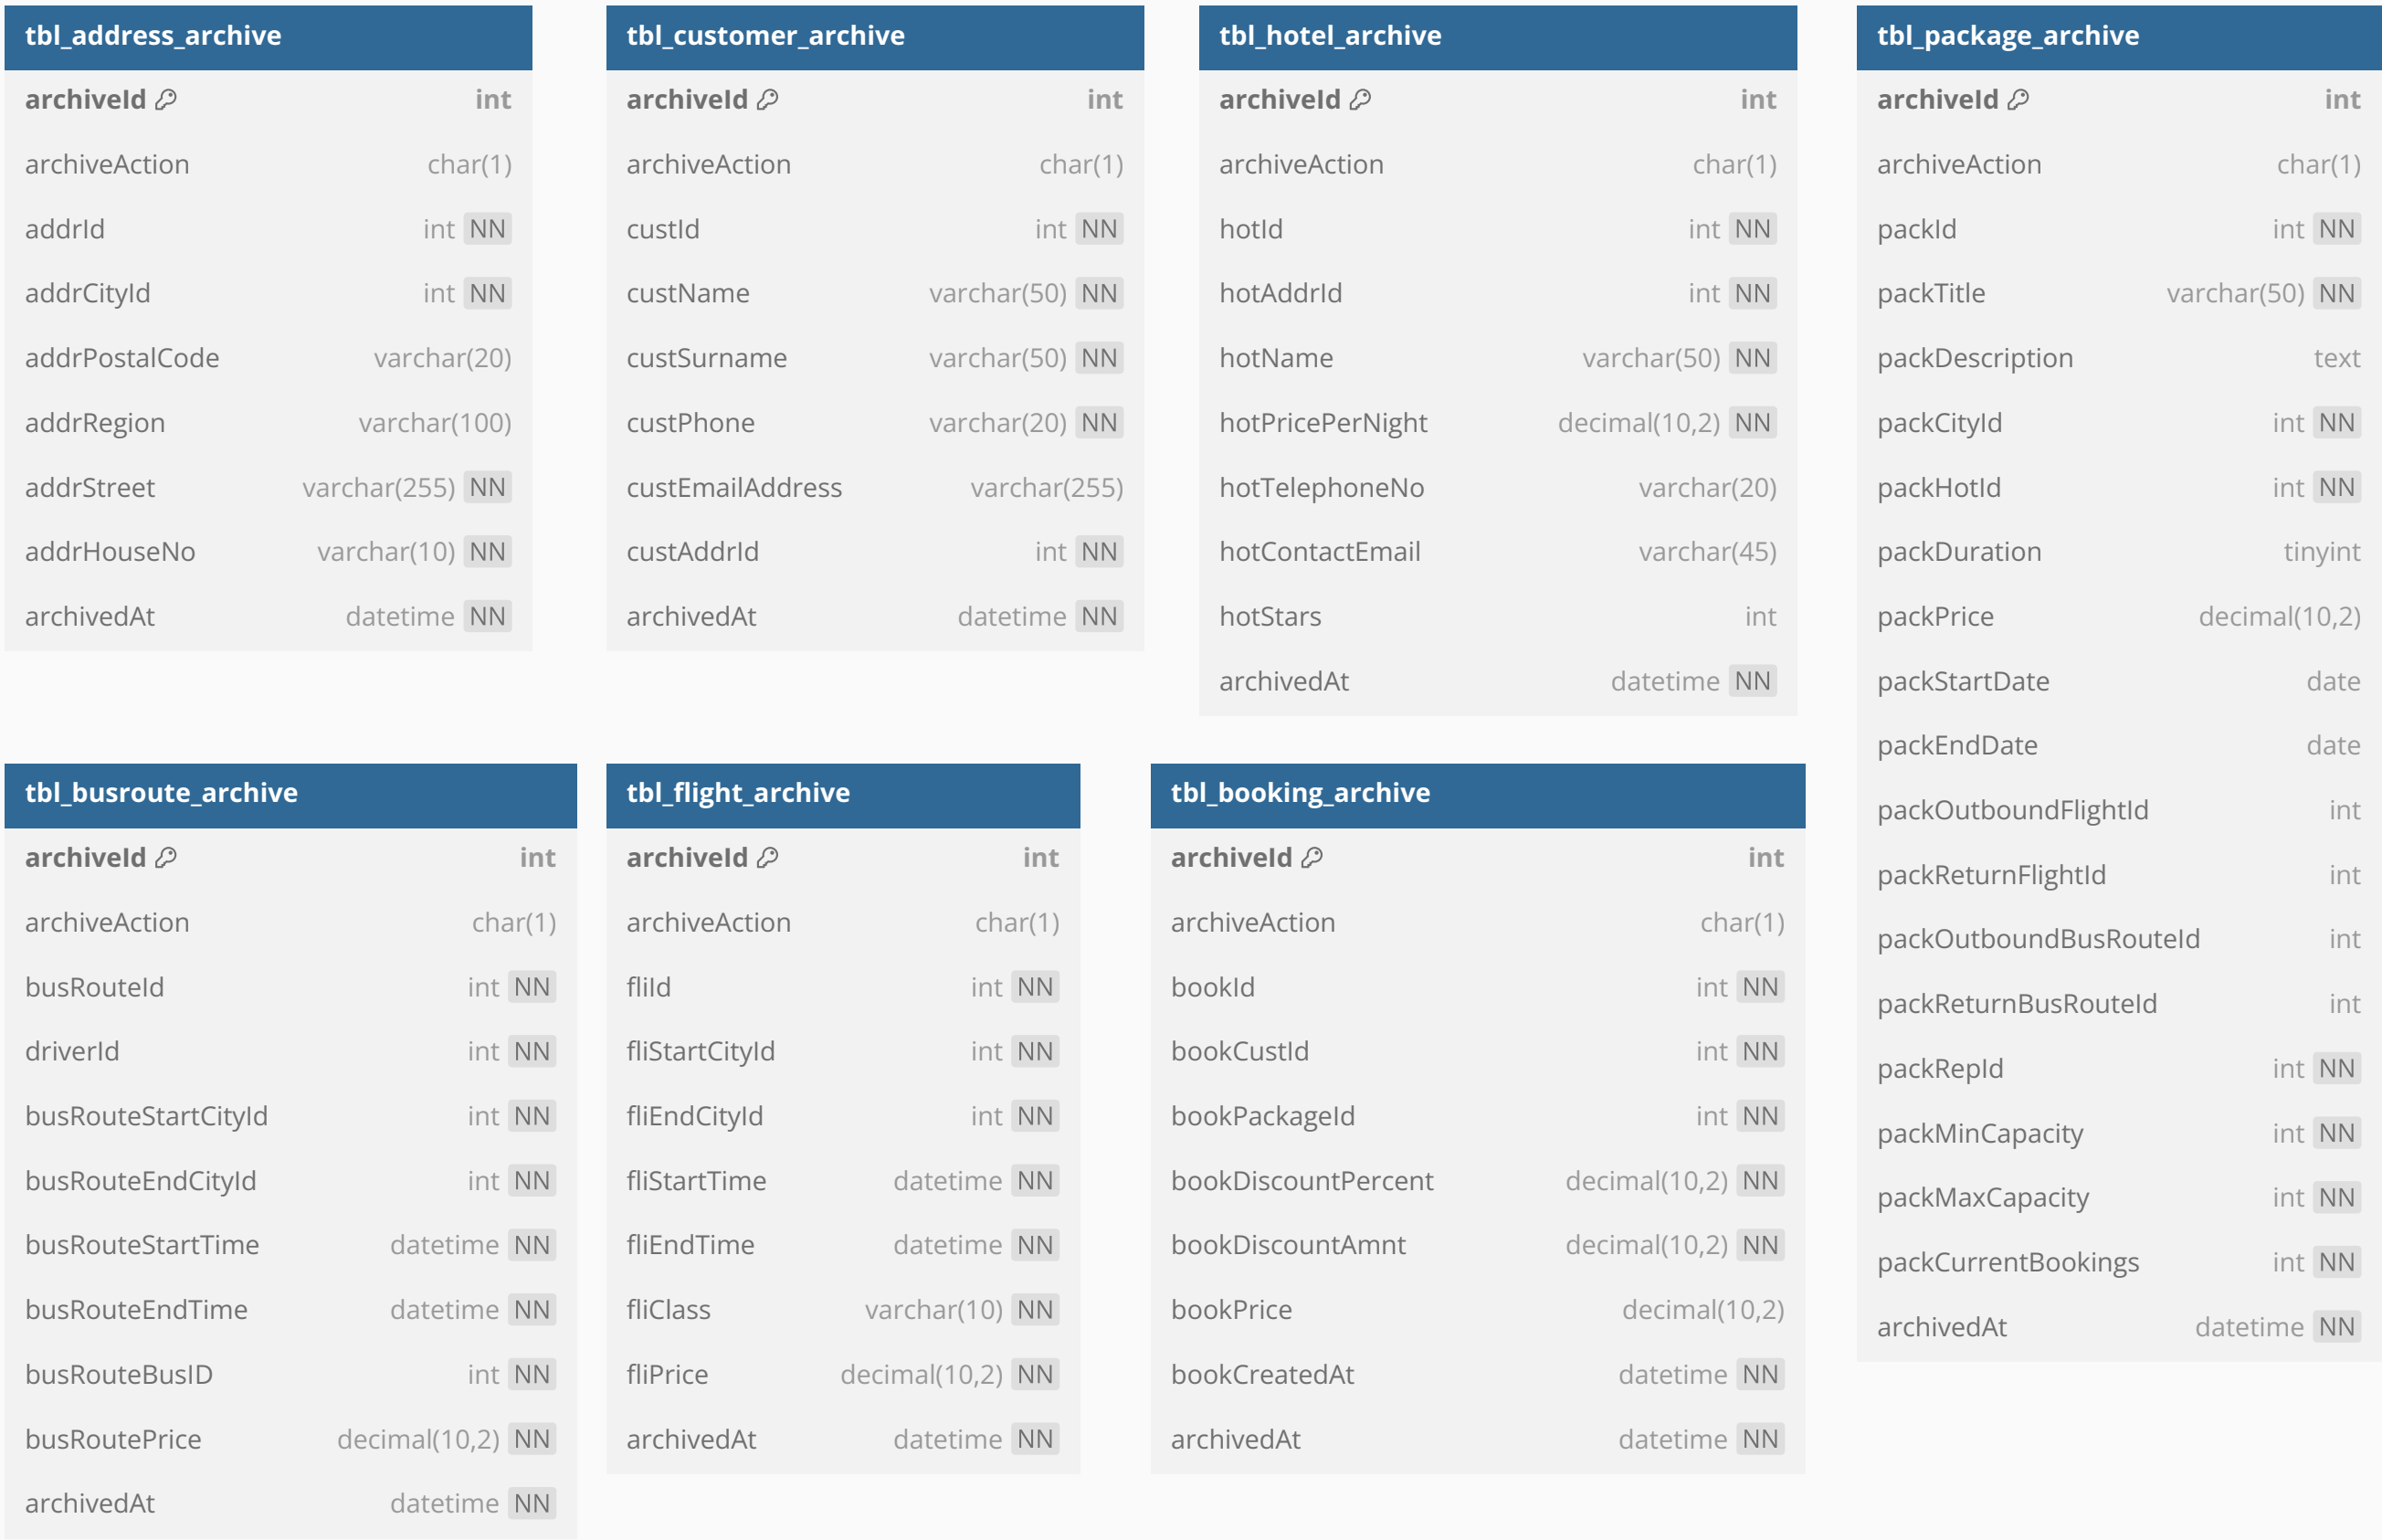 tbl_address_archive
archiveId int
archiveAction char(1)
addrId int NN
addrCityId int NN
addrPostalCode varchar(20)
addrRegion varchar(100)
addrStreet varchar(255) NN
addrHouseNo varchar(10) NN
archivedAt datetime NN
tbl_customer_archive
archiveId int
archiveAction char(1)
custId int NN
custName varchar(50) NN
custSurname varchar(50) NN
custPhone varchar(20) NN
custEmailAddress varchar(255)
custAddrId int NN
archivedAt datetime NN
tbl_hotel_archive
archiveId int
archiveAction char(1)
hotId int NN
hotAddrId int NN
hotName varchar(50) NN
hotPricePerNight decimal(10,2) NN
hotTelephoneNo varchar(20)
hotContactEmail varchar(45)
hotStars int
archivedAt datetime NN
tbl_package_archive
archiveId int
archiveAction char(1)
packId int NN
packTitle varchar(50) NN
packDescription text
packCityId int NN
packHotId int NN
packDuration tinyint
packPrice decimal(10,2)
packStartDate date
packEndDate date
packOutboundFlightId int
packReturnFlightId int
packOutboundBusRouteId int
packReturnBusRouteId int
packRepId int NN
packMinCapacity int NN
packMaxCapacity int NN
packCurrentBookings int NN
archivedAt datetime NN
tbl_busroute_archive
archiveId int
archiveAction char(1)
busRouteId int NN
driverId int NN
busRouteStartCityId int NN
busRouteEndCityId int NN
busRouteStartTime datetime NN
busRouteEndTime datetime NN
busRouteBusID int NN
busRoutePrice decimal(10,2) NN
archivedAt datetime NN
tbl_flight_archive
archiveId int
archiveAction char(1)
fliId int NN
fliStartCityId int NN
fliEndCityId int NN
fliStartTime datetime NN
fliEndTime datetime NN
fliClass varchar(10) NN
fliPrice decimal(10,2) NN
archivedAt datetime NN
tbl_booking_archive
archiveId int
archiveAction char(1)
bookId int NN
bookCustId int NN
bookPackageId int NN
bookDiscountPercent decimal(10,2) NN
bookDiscountAmnt decimal(10,2) NN
bookPrice decimal(10,2)
bookCreatedAt datetime NN
archivedAt datetime NN